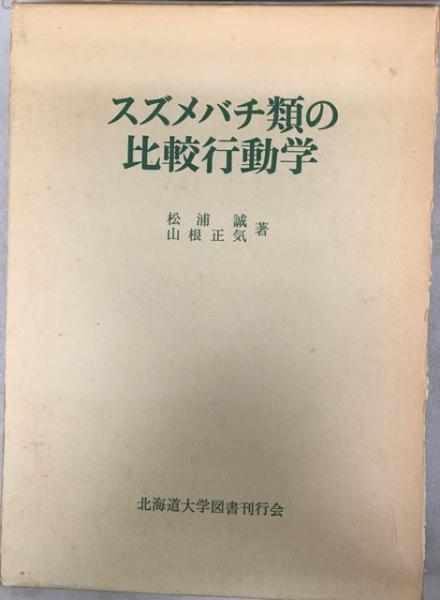 スズメバチ類の
比較行動学
松浦 誠
山根正気 著
北海道大学図書刊行会